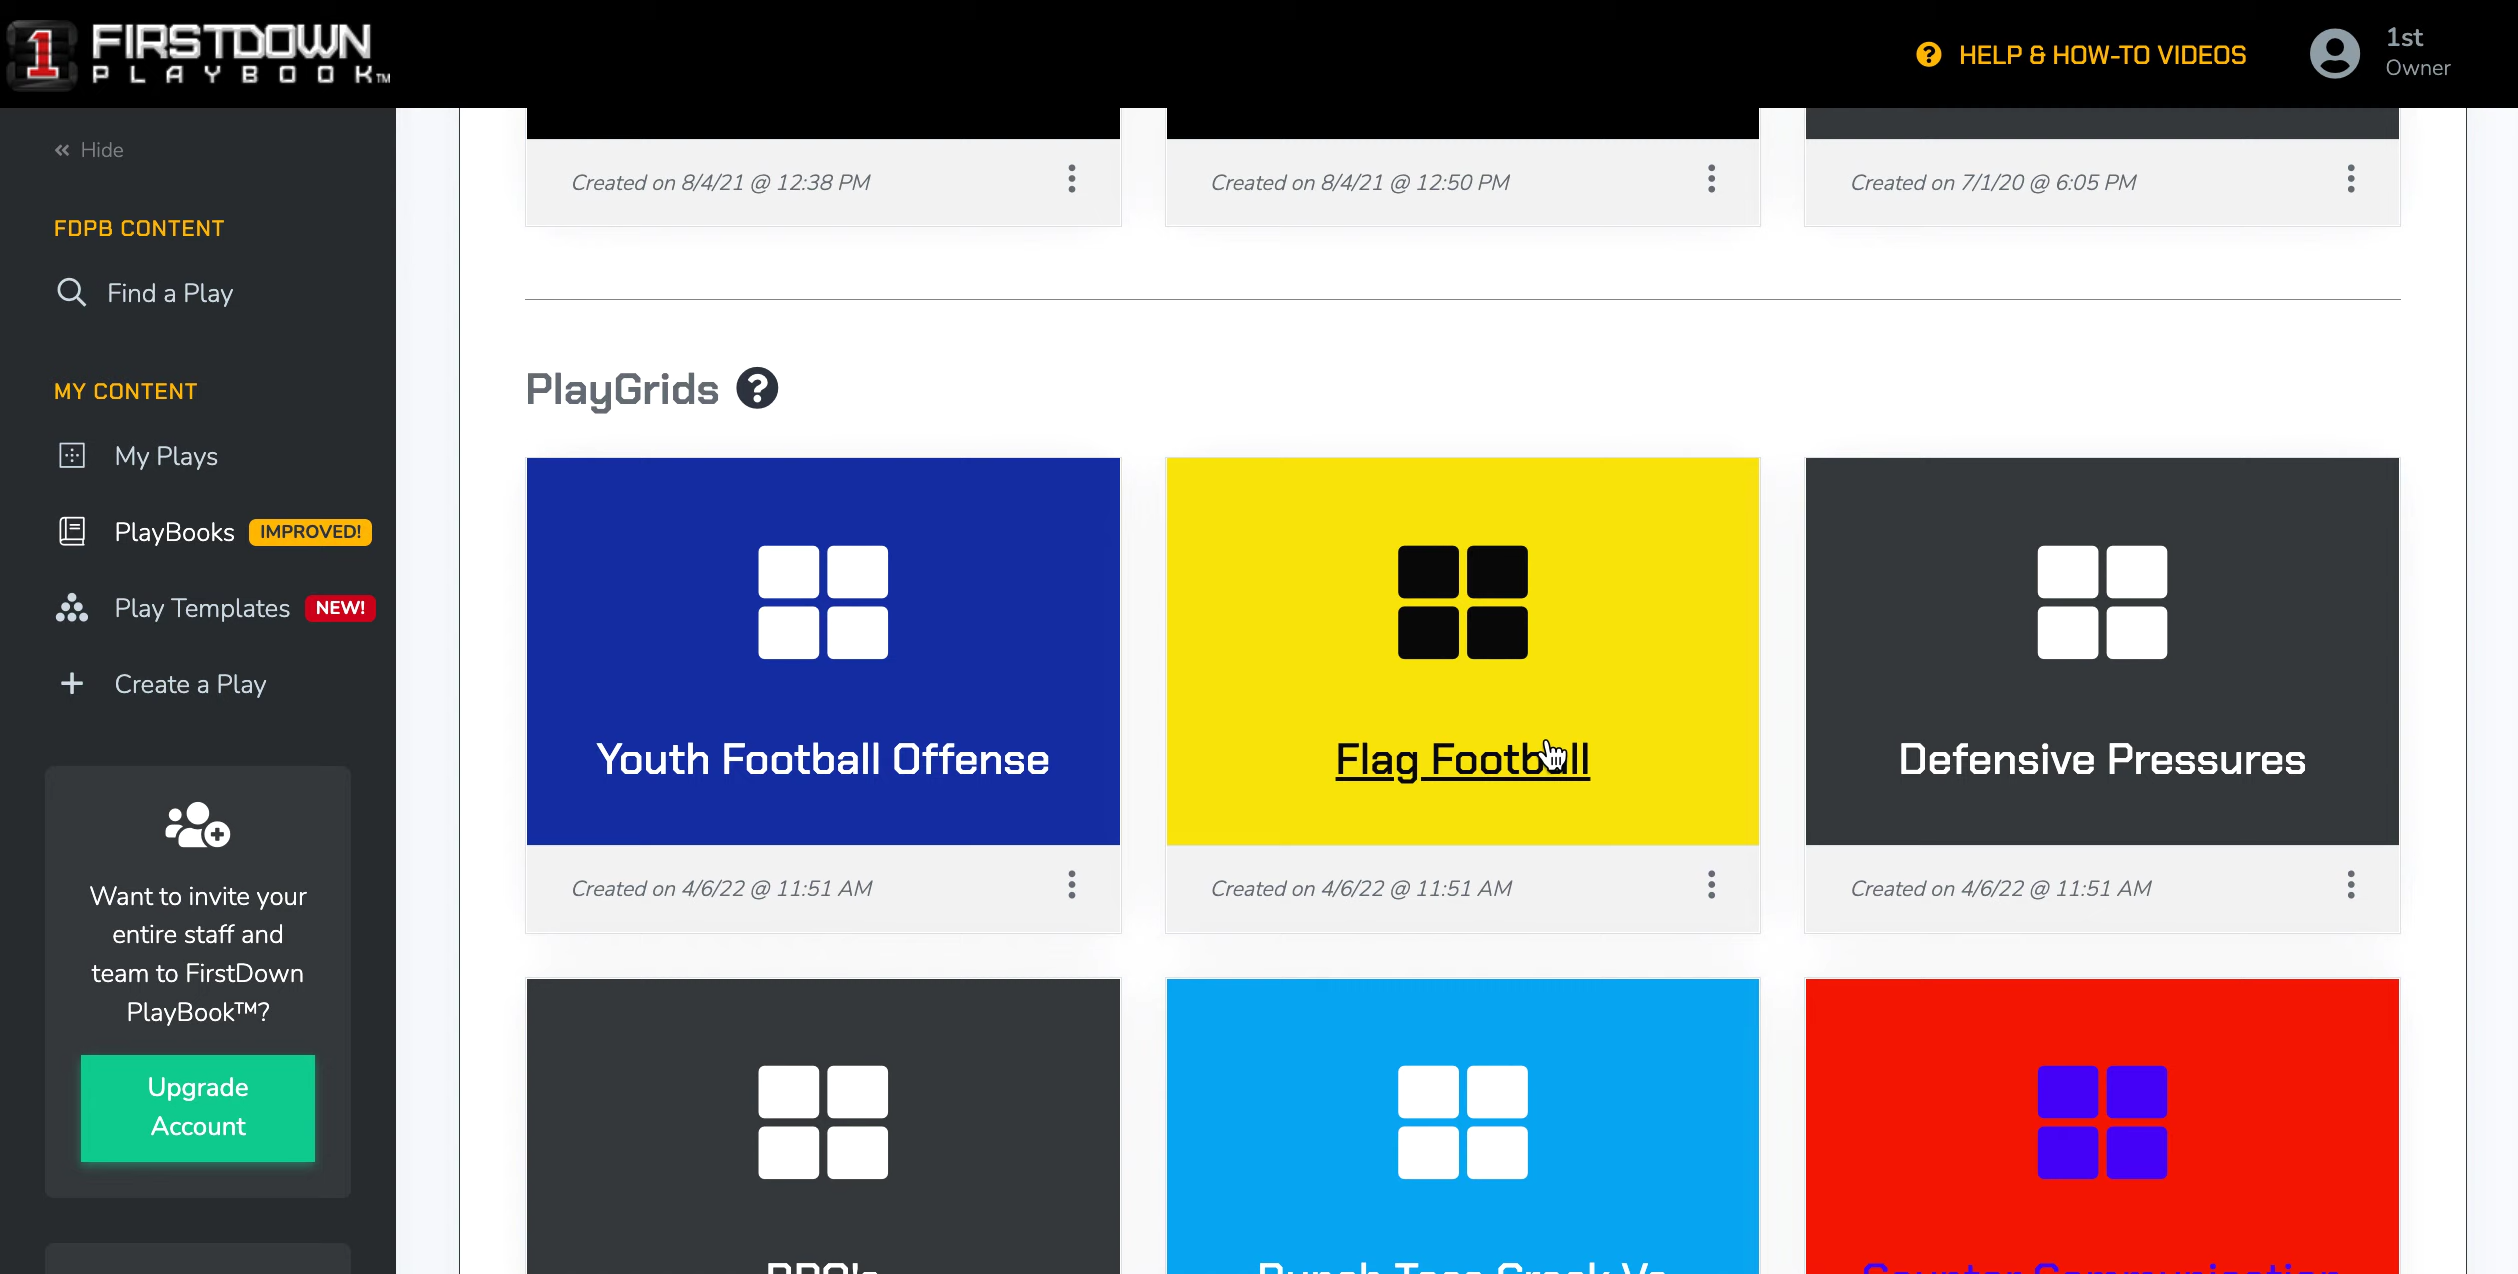 1 FIRSTDOWN
PLAYBOOK™
HELP & HOW-TO VIDEOS
1st
Owner
Hide
FDPB CONTENT
Find a Play
MY CONTENT
My Plays
PlayBooks IMPROVED!
Play Templates NEW!
Create a Play
Want to invite your
entire staff and
team to FirstDown
PlayBook™?
Upgrade
Account
Created on 8/4/21 @ 12:38 PM
Created on 8/4/21 @ 12:50 PM
Created on 7/1/20 @ 6:05 PM
PlayGrids
Youth Football Offense
Flag Football
Defensive Pressures
Created on 4/6/22 @ 11:51 AM
Created on 4/6/22 @ 11:51 AM
Created on 4/6/22 @ 11:51 AM
Counter Communication